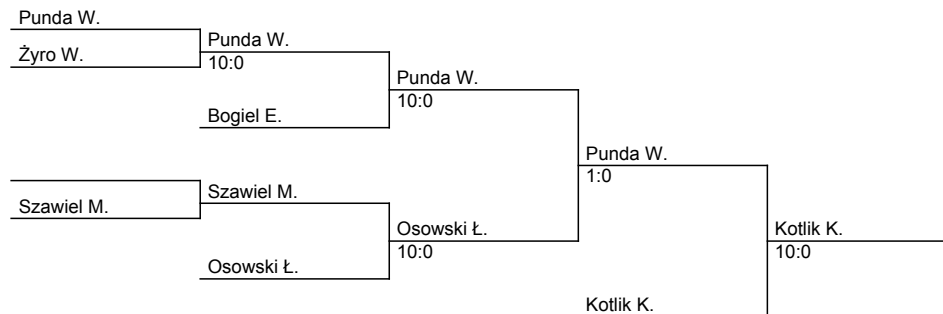 Punda W.
Żyro W.
Punda W.
10:0
Bogiel E.
Punda W.
10:0
Szawiel M.
Szawiel M.
Osowski Ł.
Osowski Ł.
10:0
Punda W.
1:0
Kotlik K.
Kotlik K.
10:0